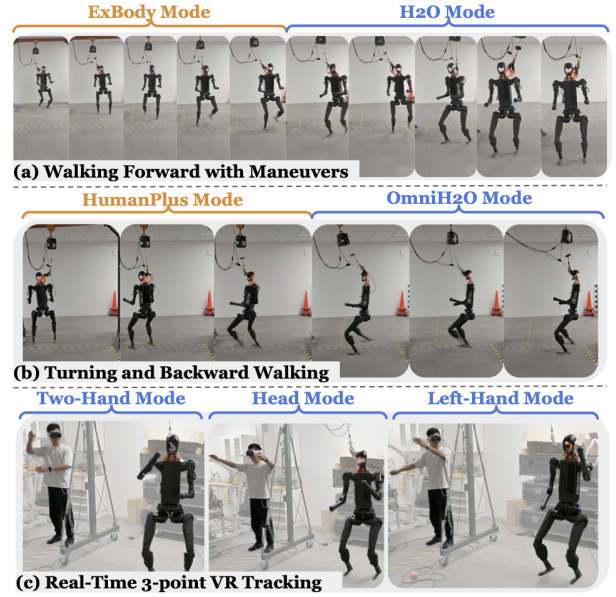 ExBody Mode H2O Mode
(a) Walking Forward with Maneuvers
HumanPlus Mode OmniH2O Mode
(b) Turning and Backward Walking
Two-Hand Mode Head Mode Left-Hand Mode
(c) Real-Time 3-point VR Tracking